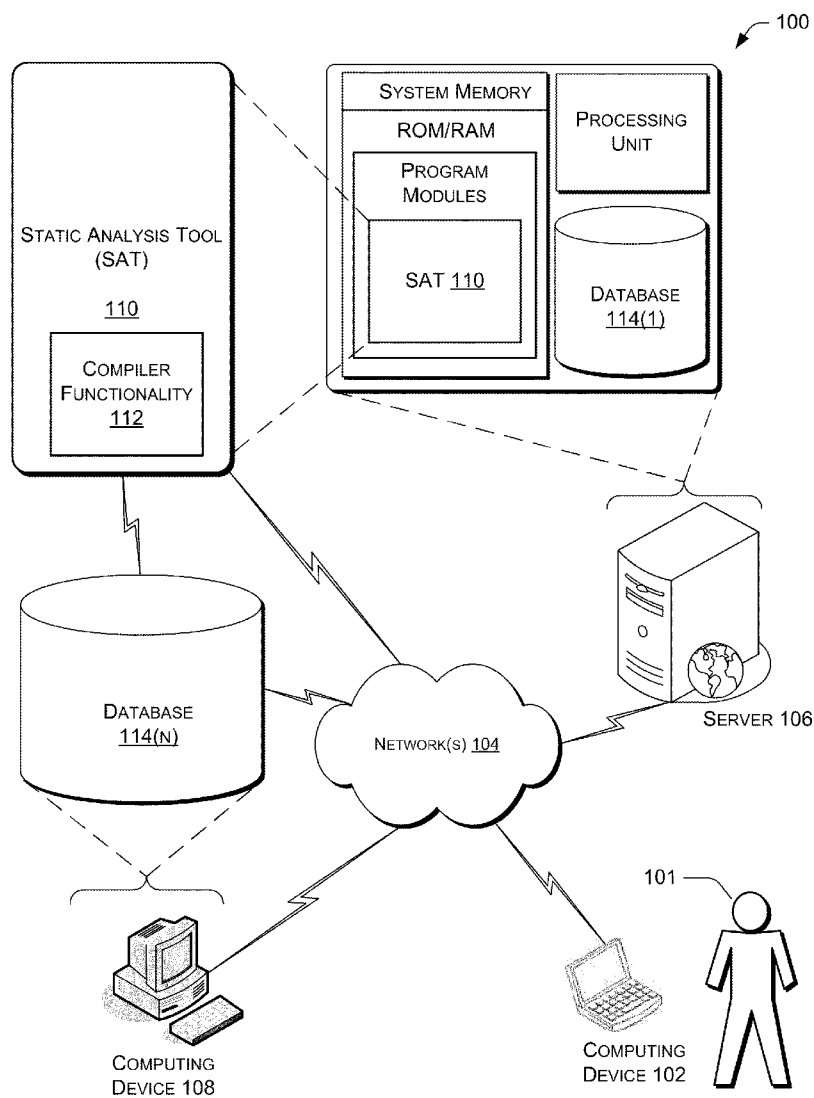 100
SYSTEM MEMORY
ROM/RAM
PROGRAM
MODULES
SAT 110
PROCESSING
UNIT
DATABASE
114(1)
STATIC ANALYSIS TOOL
(SAT)
110
COMPILER
FUNCTIONALITY
112
DATABASE
114(N)
NETWORK(S) 104
SERVER 106
101
COMPUTING
DEVICE 108
COMPUTING
DEVICE 102